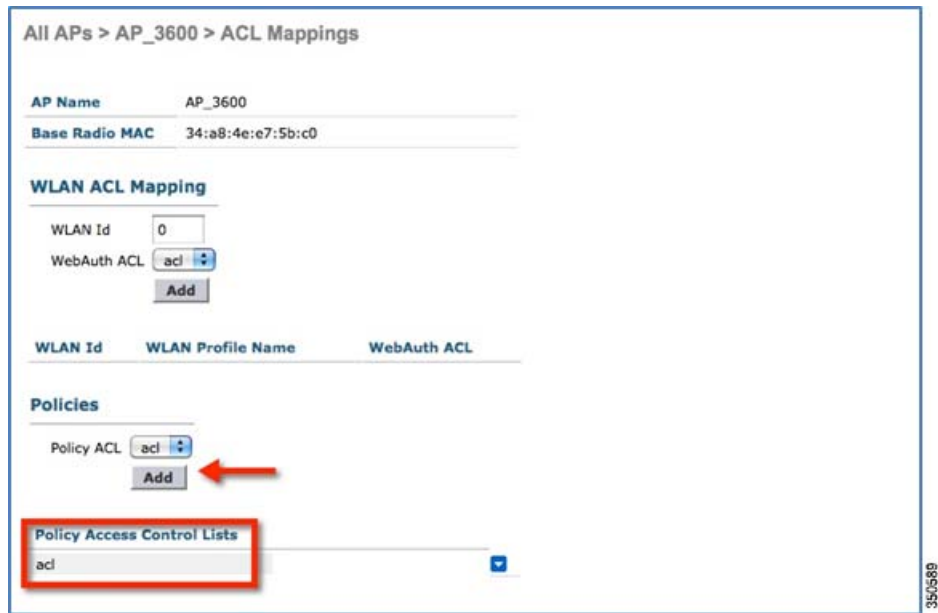 All APs > AP_3600 > ACL Mappings
AP Name AP_3600
Base Radio MAC 34:a8:4e:e7:5b:c0
WLAN ACL Mapping
WLAN Id 0
WebAuth ACL acl
Add
WLAN Id WLAN Profile Name WebAuth ACL
Policies
Policy ACL acl
Add
Policy Access Control Lists
acl
350589